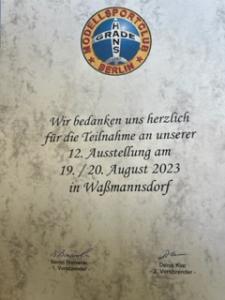 MODELLSPORTCLUB
HANS
GRADE
BERLIN
Wir bedanken uns herzlich
für die Teilnahme an unserer
12. Ausstellung am
19. / 20. August 2023
in Waßmannsdorf
- 1. Vorsitzender -
- 2. Vorsitzender -